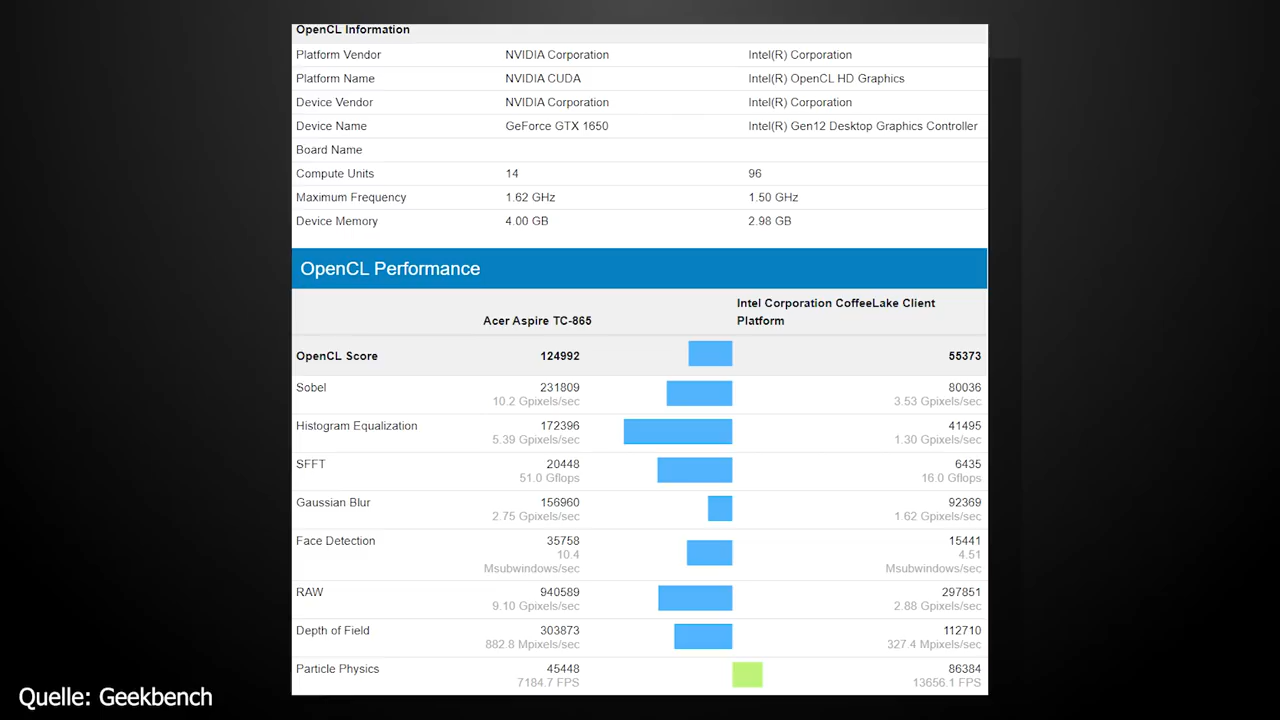 OpenCL Information
Platform Vendor NVIDIA Corporation Intel(R) Corporation
Platform Name NVIDIA CUDA Intel(R) OpenCL HD Graphics
Device Vendor NVIDIA Corporation Intel(R) Corporation
Device Name GeForce GTX 1650 Intel(R) Gen12 Desktop Graphics Controller
Board Name
Compute Units 14 96
Maximum Frequency 1.62 GHz 1.50 GHz
Device Memory 4.00 GB 2.98 GB
OpenCL Performance
Acer Aspire TC-865 Intel Corporation CoffeeLake Client
Platform
OpenCL Score 124992 55373
Sobel 231809 80036
10.2 Gpixels/sec 3.53 Gpixels/sec
Histogram Equalization 172396 41495
5.39 Gpixels/sec 1.30 Gpixels/sec
SFFT 20448 6435
51.0 Gflops 16.0 Gflops
Gaussian Blur 156960 92369
2.75 Gpixels/sec 1.62 Gpixels/sec
Face Detection 35758 15441
10.4 4.51
Msubwindows/sec Msubwindows/sec
RAW 940589 297851
9.10 Gpixels/sec 2.88 Gpixels/sec
Depth of Field 303873 112710
882.8 Mpixels/sec 327.4 Mpixels/sec
Particle Physics 45448 86384
7184.7 FPS 13656.1 FPS
Quelle: Geekbench